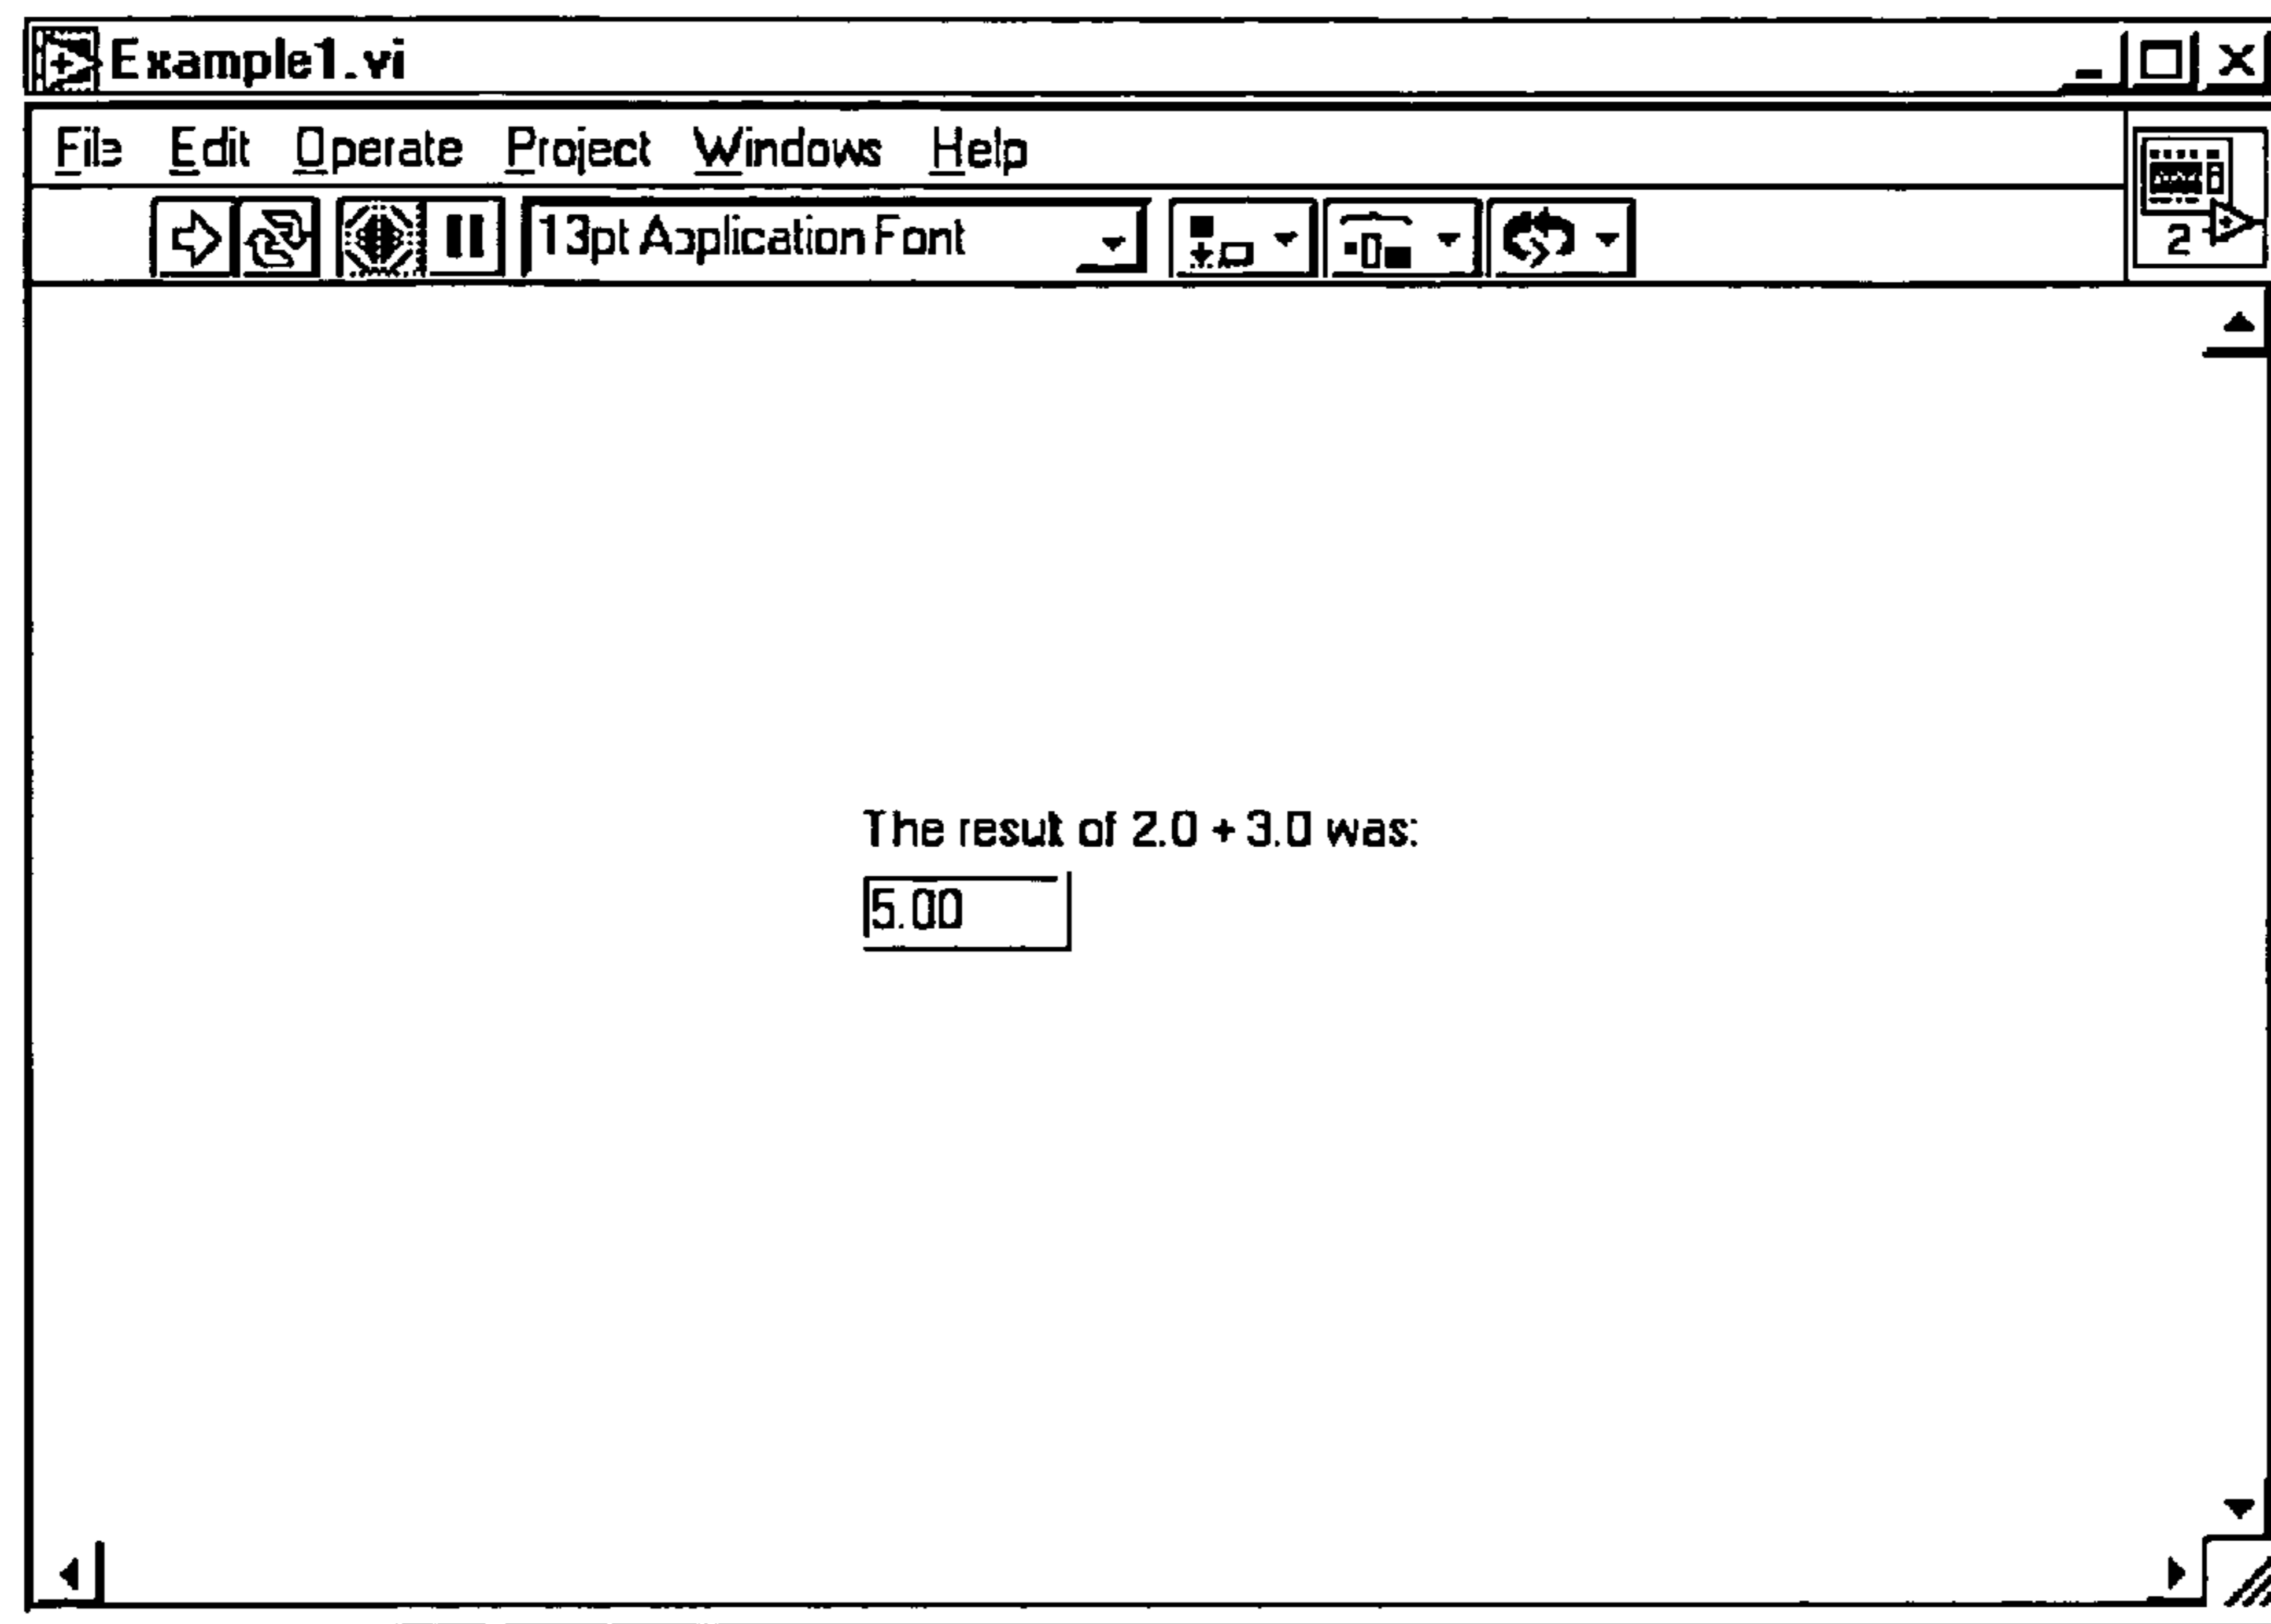 Example1.vi
File Edit Operate Project Windows Help
2
13pt Application Font
The result of 2.0 + 3.0 was:
5.00